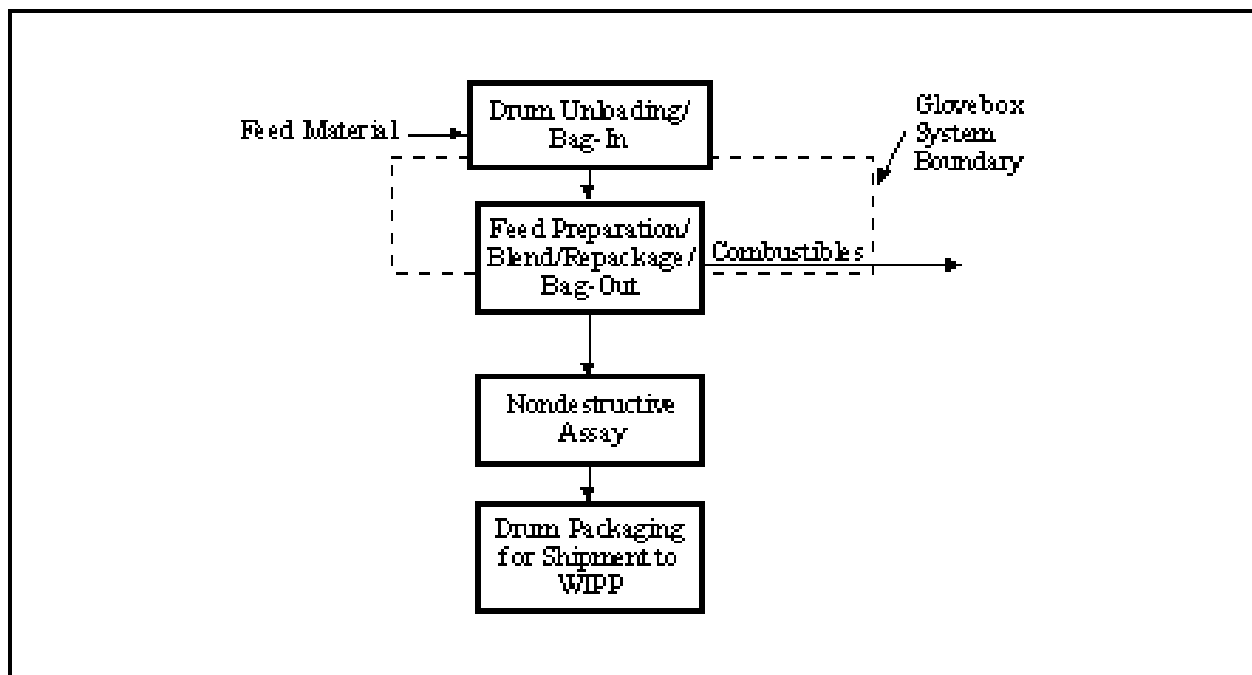 Drum Unloading/
Bag-In
Feed Material
Glovebox
System
Boundary
Feed Preparation/
Blend/Repackage/
Bag-Out
Combustibles
Nondestructive
Assay
Drum Packaging
for Shipment to
WIPP